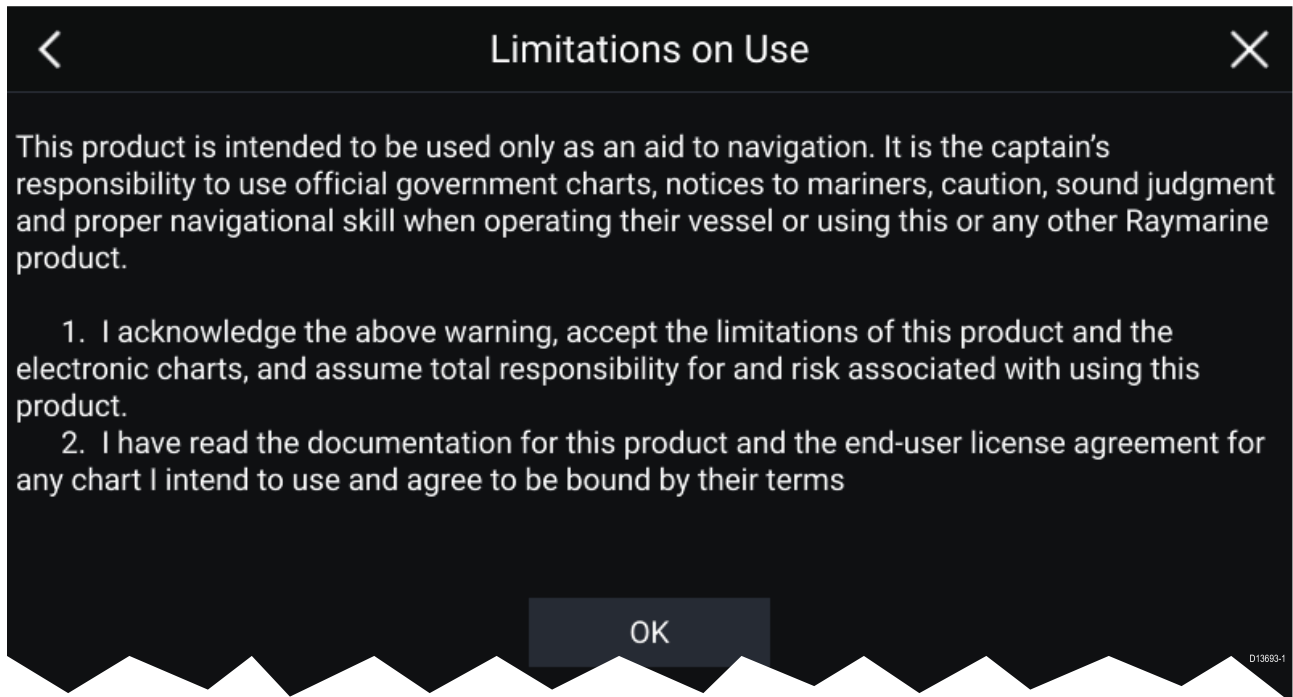 Limitations on Use
This product is intended to be used only as an aid to navigation. It is the captain's
responsibility to use official government charts, notices to mariners, caution, sound judgment
and proper navigational skill when operating their vessel or using this or any other Raymarine
product.
1. I acknowledge the above warning, accept the limitations of this product and the
electronic charts, and assume total responsibility for and risk associated with using this
product.
2. I have read the documentation for this product and the end-user license agreement for
any chart I intend to use and agree to be bound by their terms
OK
D13693-1